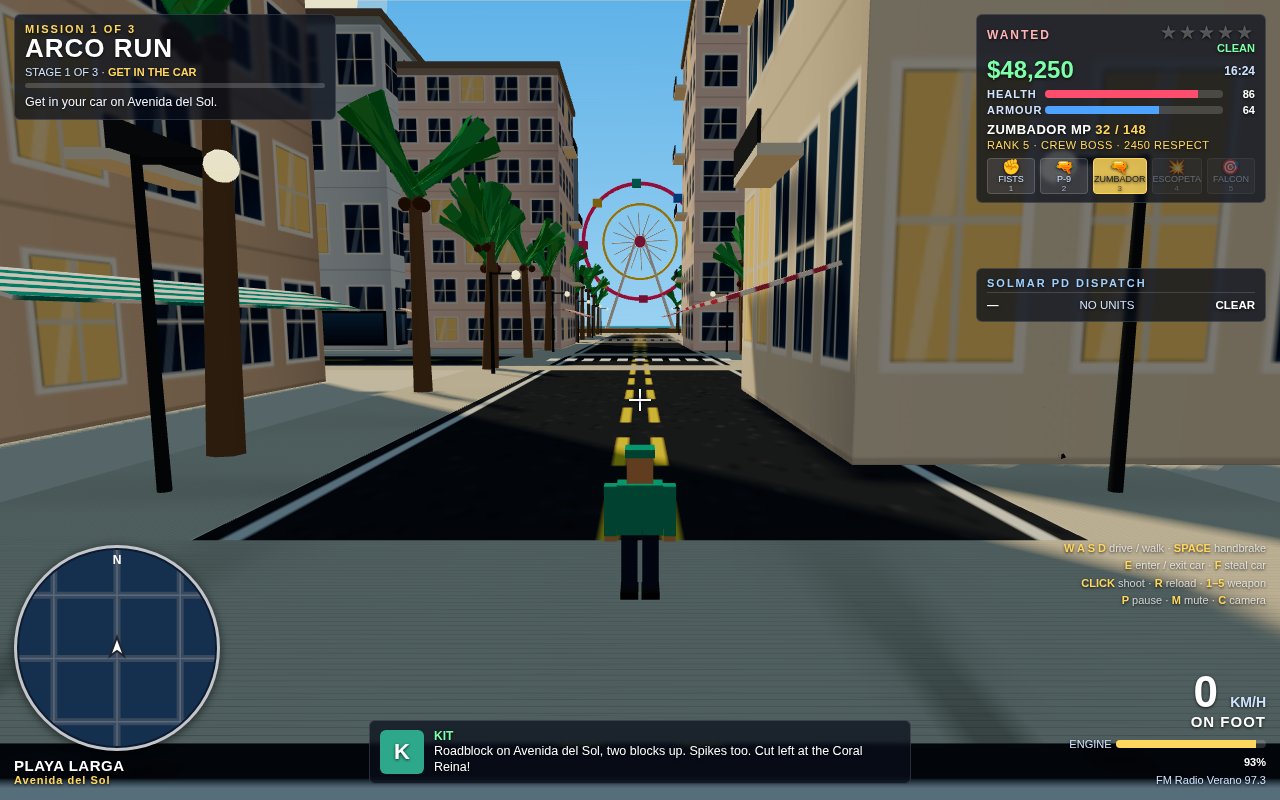 MISSION 1 OF 3
ARCO RUN
STAGE 1 OF 3 · GET IN THE CAR
Get in your car on Avenida del Sol.
WANTED ★★★★★
CLEAN
$48,250 16:24
HEALTH 86
ARMOUR 64
ZUMBADOR MP 32 / 148
RANK 5 · CREW BOSS · 2450 RESPECT
FISTS P-9 ZUMBADOR ESCOPETA FALCON
1 2 3 4 5
SOLMAR PD DISPATCH
— NO UNITS CLEAR
W A S D drive / walk · SPACE handbrake
E enter / exit car · F steal car
CLICK shoot · R reload · 1–5 weapon
P pause · M mute · C camera
N
PLAYA LARGA
Avenida del Sol
K
KIT
Roadblock on Avenida del Sol, two blocks up. Spikes too. Cut left at the Coral
Reina!
0 KM/H
ON FOOT
ENGINE
93%
FM Radio Verano 97.3